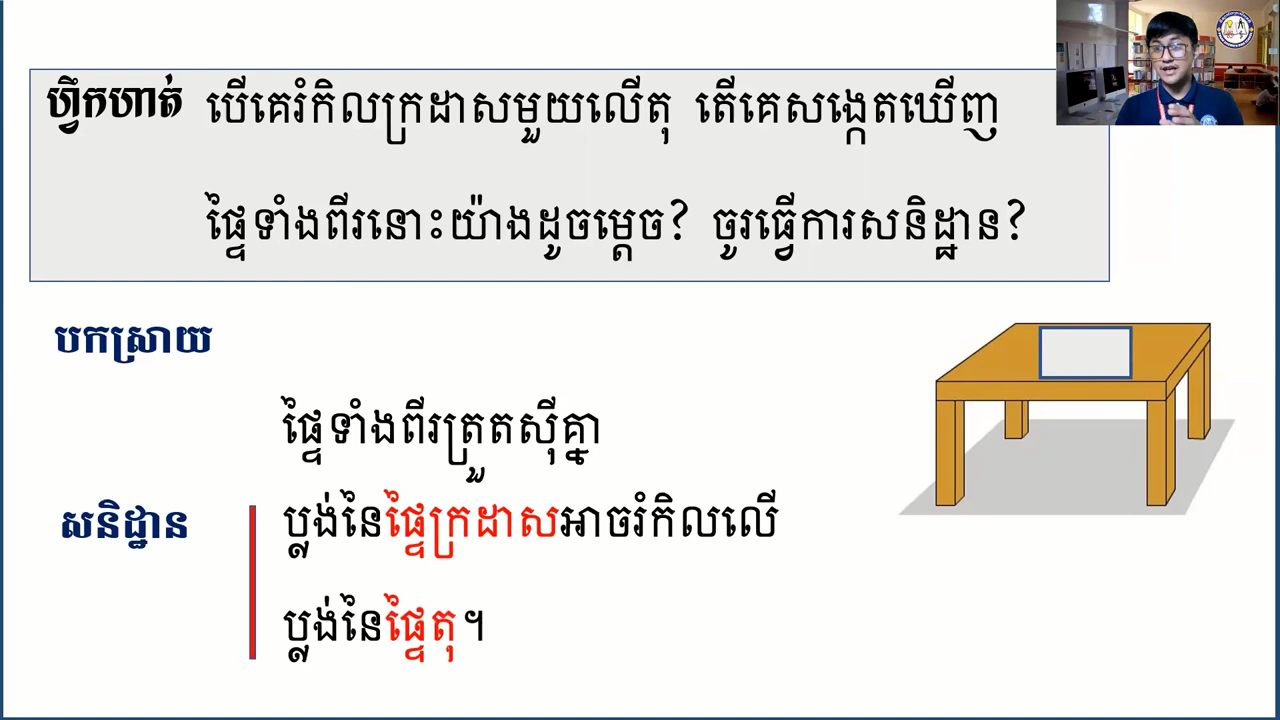 ហ្វឹកហាត់ បើគេរំកិលក្រដាសមួយលើតុ តើគេសង្កេតឃើញ
ផ្ទៃទាំងពីរនោះយ៉ាងដូចម្ដេច? ចូរធ្វើការសនិដ្ឋាន?
បកស្រាយ
ផ្ទៃទាំងពីរត្រួតស៊ីគ្នា
សនិដ្ឋាន ប្លង់នៃផ្ទៃក្រដាសអាចរំកិលលើ
ប្លង់នៃផ្ទៃតុ។